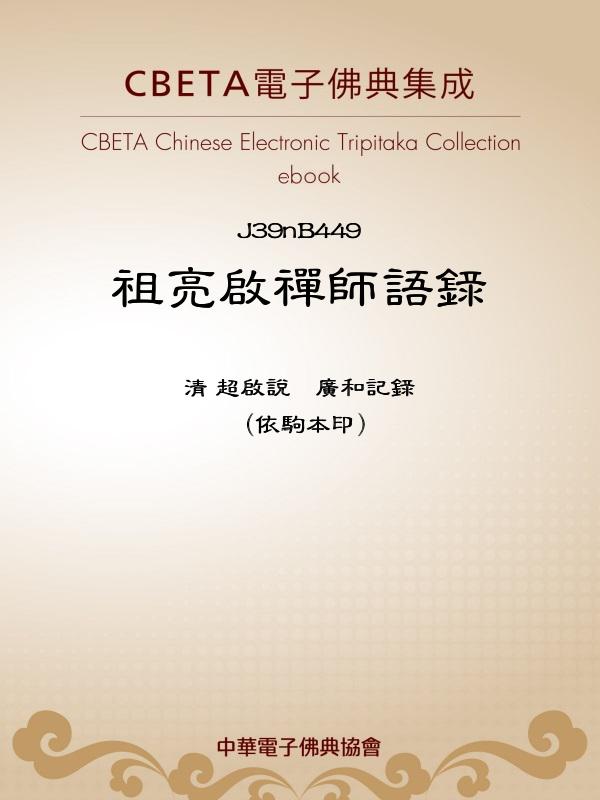 CBETA電子佛典集成
CBETA Chinese Electronic Tripitaka Collection
ebook
J39nB449
祖亮啟禪師語錄
清 超啟說　廣和記錄
（依駒本印）
中華電子佛典協會